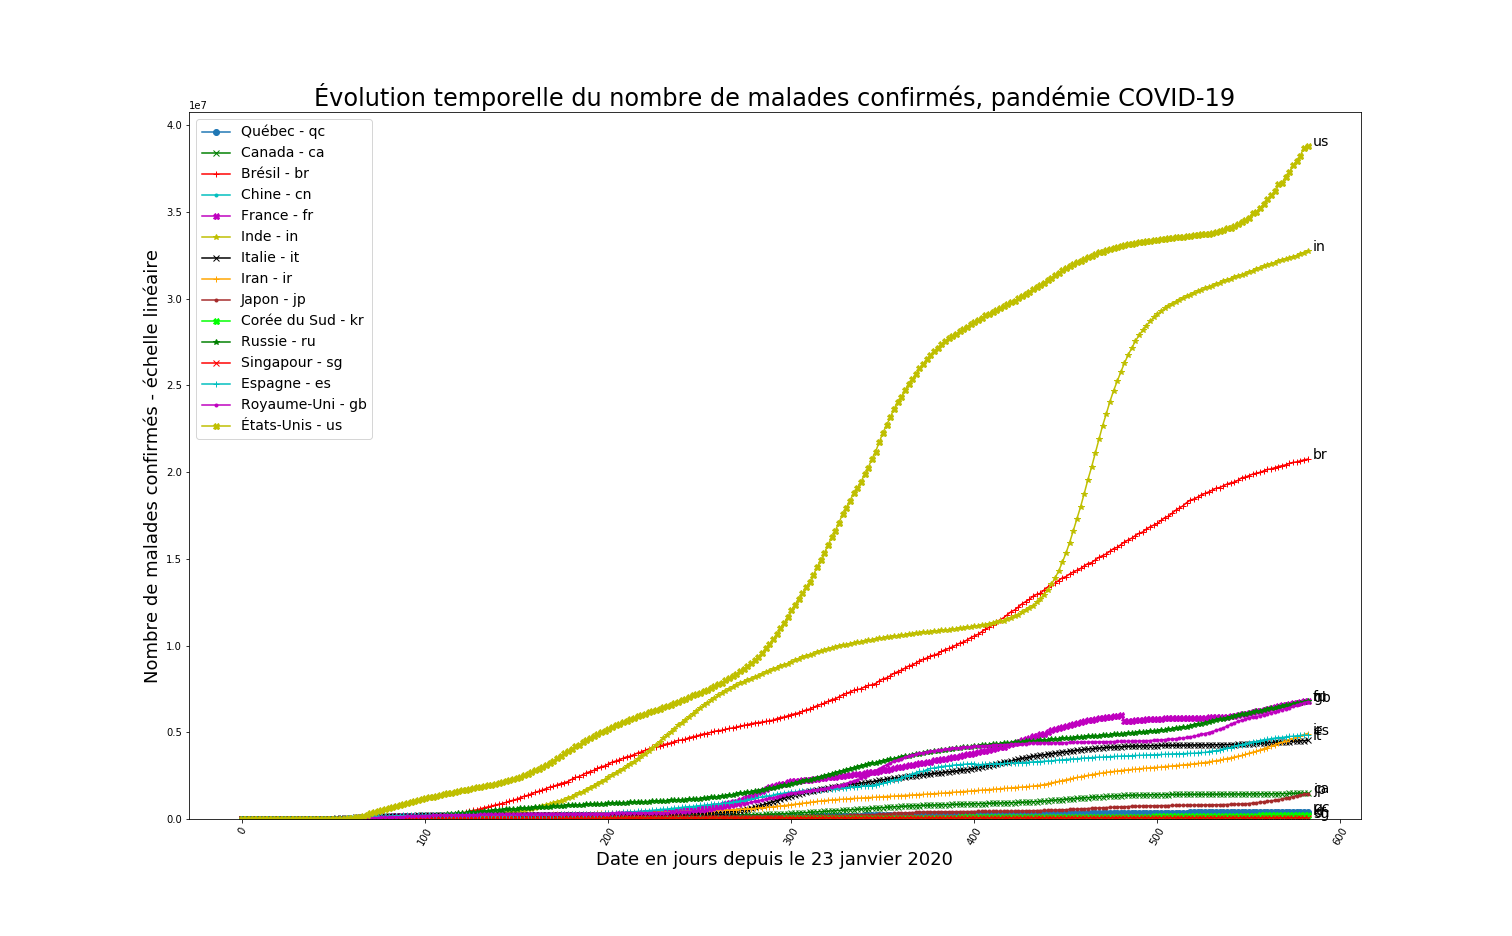 Évolution temporelle du nombre de malades confirmés, pandémie COVID-19
1e7
4.0
3.5
3.0
2.5
2.0
1.5
1.0
0.5
0.0
Nombre de malades confirmés - échelle linéaire
Québec - qc
Canada - ca
Brésil - br
Chine - cn
France - fr
Inde - in
Italie - it
Iran - ir
Japon - jp
Corée du Sud - kr
Russie - ru
Singapour - sg
Espagne - es
Royaume-Uni - gb
États-Unis - us
us
in
br
gb
es
it
ca
jp
qc
sg
0
100
200
300
400
500
600
Date en jours depuis le 23 janvier 2020